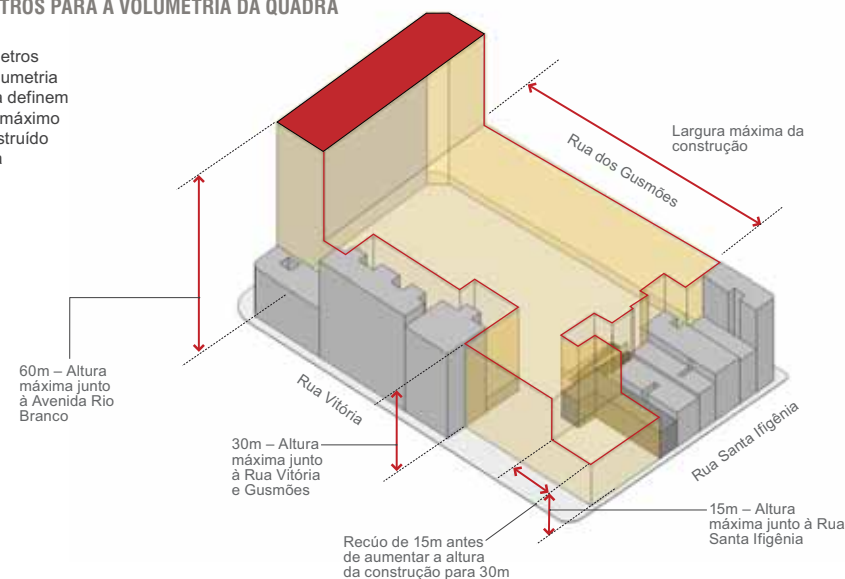 TROS PARA A VOLUMETRIA DA QUADRA
etros
umetria
definem
máximo
struído
Largura máxima da
construção
Rua dos Gusmões
60m – Altura
máxima junto
à Avenida Rio
Branco
Rua Vitória
30m – Altura
máxima junto
à Rua Vitória
e Gusmões
Rua Santa Ifigênia
15m – Altura
máxima junto à Rua
Santa Ifigênia
Recúo de 15m antes
de aumentar a altura
da construção para 30m